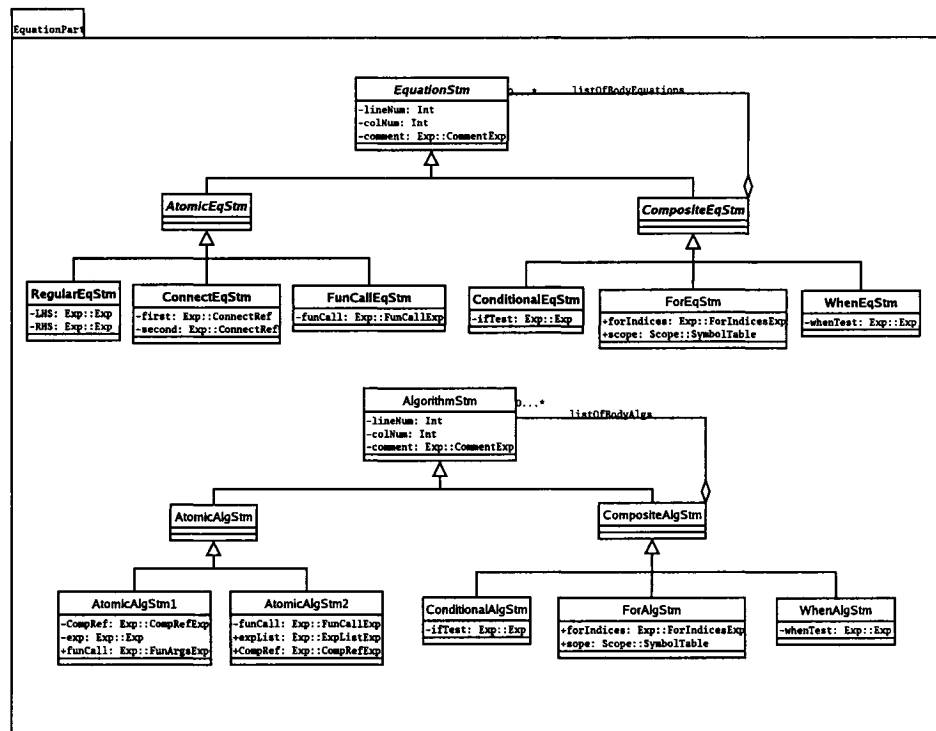 EquationPart
EquationStm
0...* listOfBodyEquations
-lineNum: Int
-colNum: Int
-comment: Exp::CommentExp
AtomicEqStm
CompositeEqStm
RegularEqStm
-LHS: Exp::Exp
-RHS: Exp::Exp
ConnectEqStm
-first: Exp::ConnectRef
-second: Exp::ConnectRef
FunCallEqStm
-funCall: Exp::FunCallExp
ConditionalEqStm
-ifTest: Exp::Exp
ForEqStm
+forIndices: Exp::ForIndicesExp
+scope: Scope::SymbolTable
WhenEqStm
-whenTest: Exp::Exp
AlgorithmStm
0...*
listOfBodyAlgs
-lineNum: Int
-colNum: Int
-comment: Exp::CommentExp
AtomicAlgStm
CompositeAlgStm
AtomicAlgStm1
-CompRef: Exp::CompRefExp
-exp: Exp::Exp
+funCall: Exp::FunArgsExp
AtomicAlgStm2
-funCall: Exp::FunCallExp
+expList: Exp::ExpListExp
+CompRef: Exp::CompRefExp
ConditionalAlgStm
-ifTest: Exp::Exp
ForAlgStm
+forIndices: Exp::ForIndicesExp
+sope: Scope::SymbolTable
WhenAlgStm
-whenTest: Exp::Exp